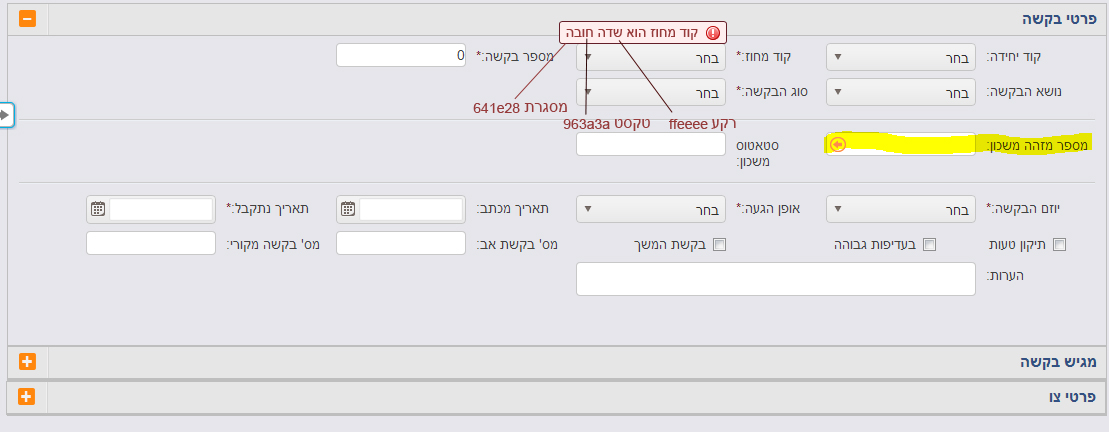 פרטי בקשה
קוד מחוז הוא שדה חובה
קוד יחידה: בחר קוד מחוז:* בחר מספר בקשה:* 0
נושא הבקשה: בחר סוג הבקשה:* בחר
מסגרת 641e28
טקסט 963a3a
רקע ffeeee
מספר מזהה משכון: סטאטוס
משכון:
יוזם הבקשה:* בחר אופן הגעה:* בחר תאריך מכתב: תאריך נתקבל:*
תיקון טעות בעדיפות גבוהה בקשת המשך מס' בקשת אב: מס' בקשה מקורי:
הערות:
מגיש בקשה
פרטי צו